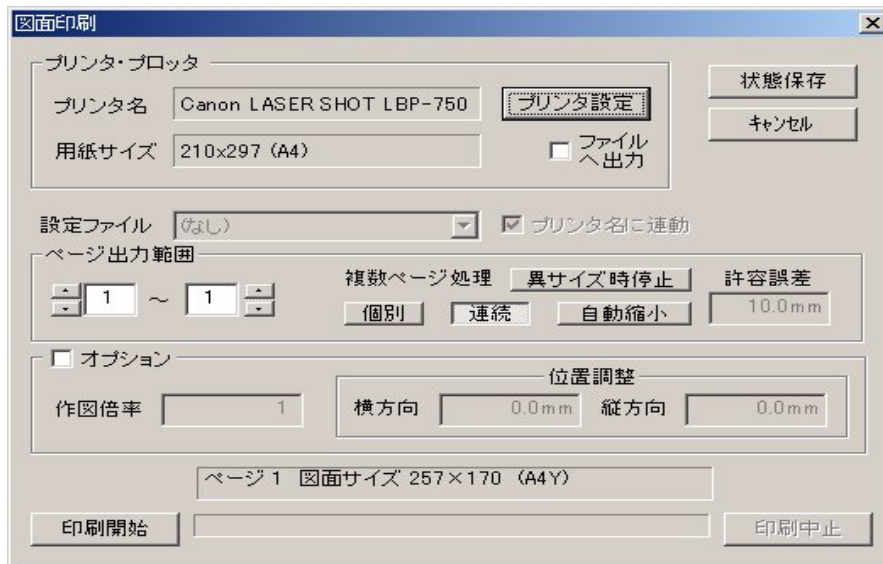 図面印刷
プリンタ・プロッタ
プリンタ名 Canon LASER SHOT LBP-750 プリンタ設定 状態保存
用紙サイズ 210x297 (A4) ファイルへ出力 キャンセル
設定ファイル (なし) プリンタ名に連動
ページ出力範囲
複数ページ処理 異サイズ時停止 許容誤差
1 ～ 1 個別 連続 自動縮小 10.0mm
オプション
位置調整
作図倍率 1 横方向 0.0mm 縦方向 0.0mm
ページ 1 図面サイズ 257×170 (A4Y)
印刷開始 印刷中止